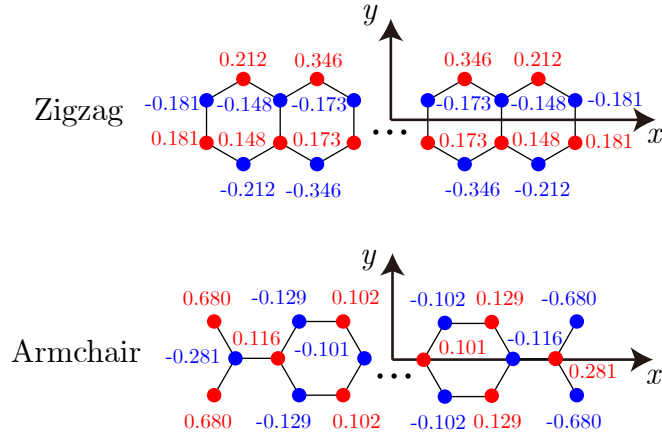 y
0.212 0.346 0.346 0.212
Zigzag -0.181 -0.148 -0.173 -0.173 -0.148 -0.181
0.181 0.148 0.173 ... 0.173 0.148 0.181 x
-0.212 -0.346 -0.346 -0.212
y
0.680 -0.129 0.102 -0.102 0.129 -0.680
Armchair -0.281 0.116 -0.101 0.101 -0.116 0.281 x
...
0.680 -0.129 0.102 -0.102 0.129 -0.680